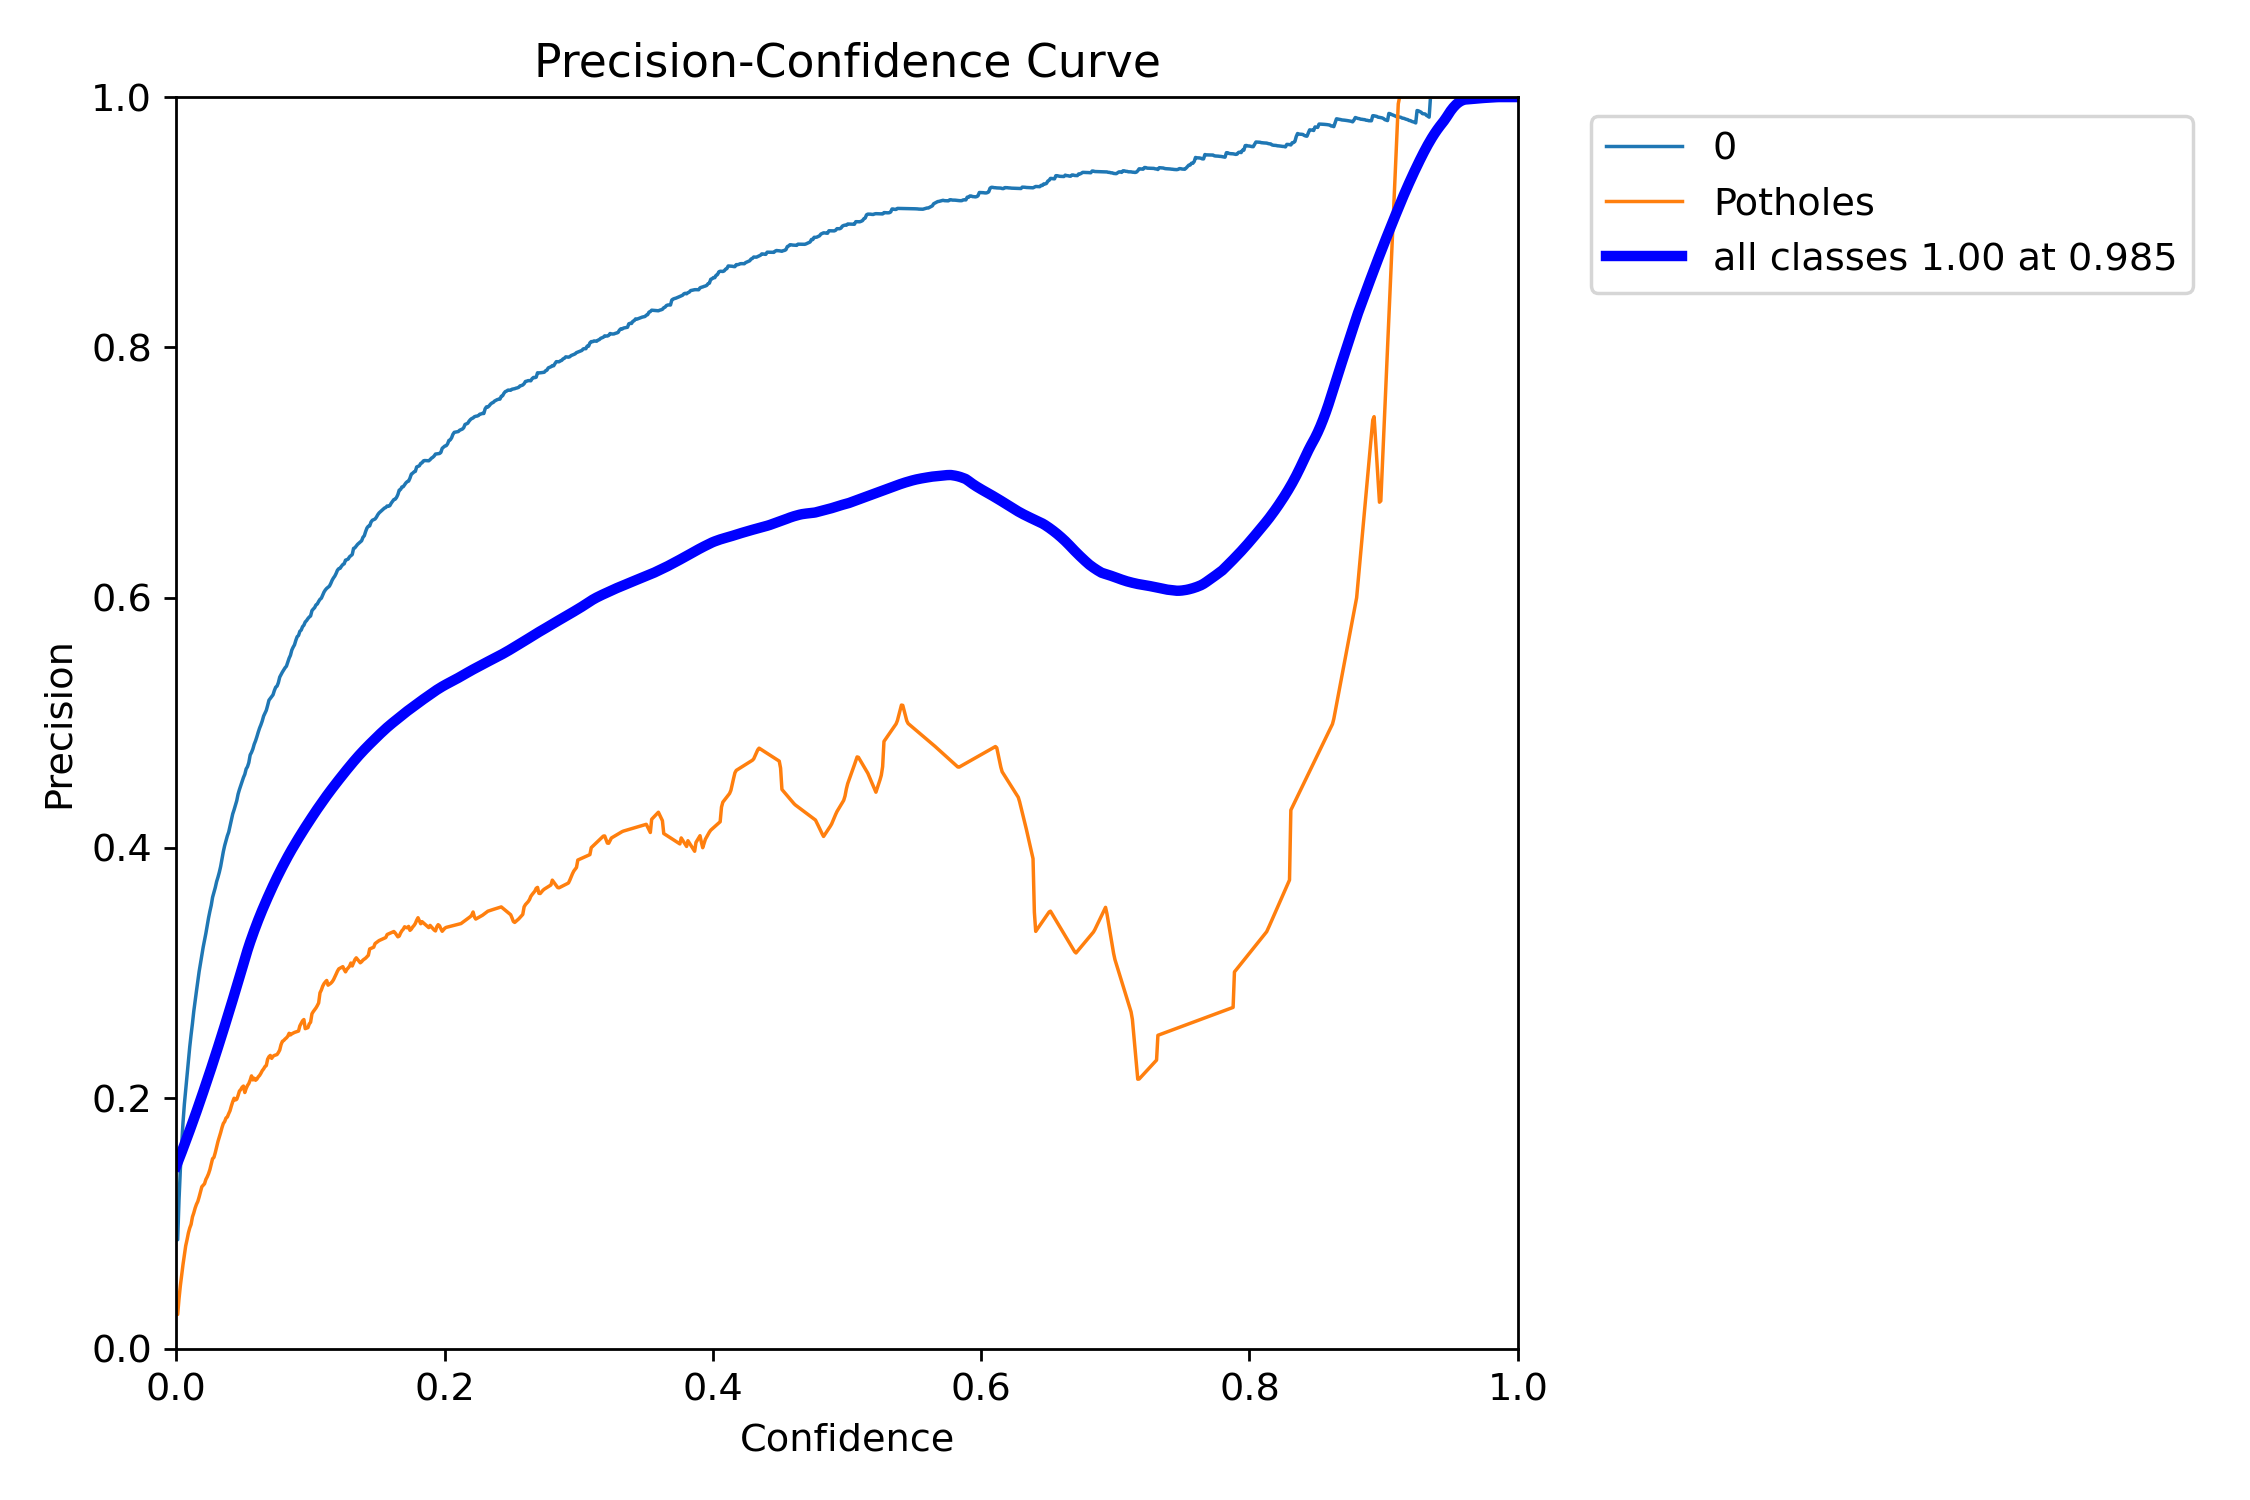 Precision-Confidence Curve
1.0
0.8
0.6
0.4
0.2
0.0
Precision
0.0 0.2 0.4 0.6 0.8 1.0
Confidence
0
Potholes
all classes 1.00 at 0.985